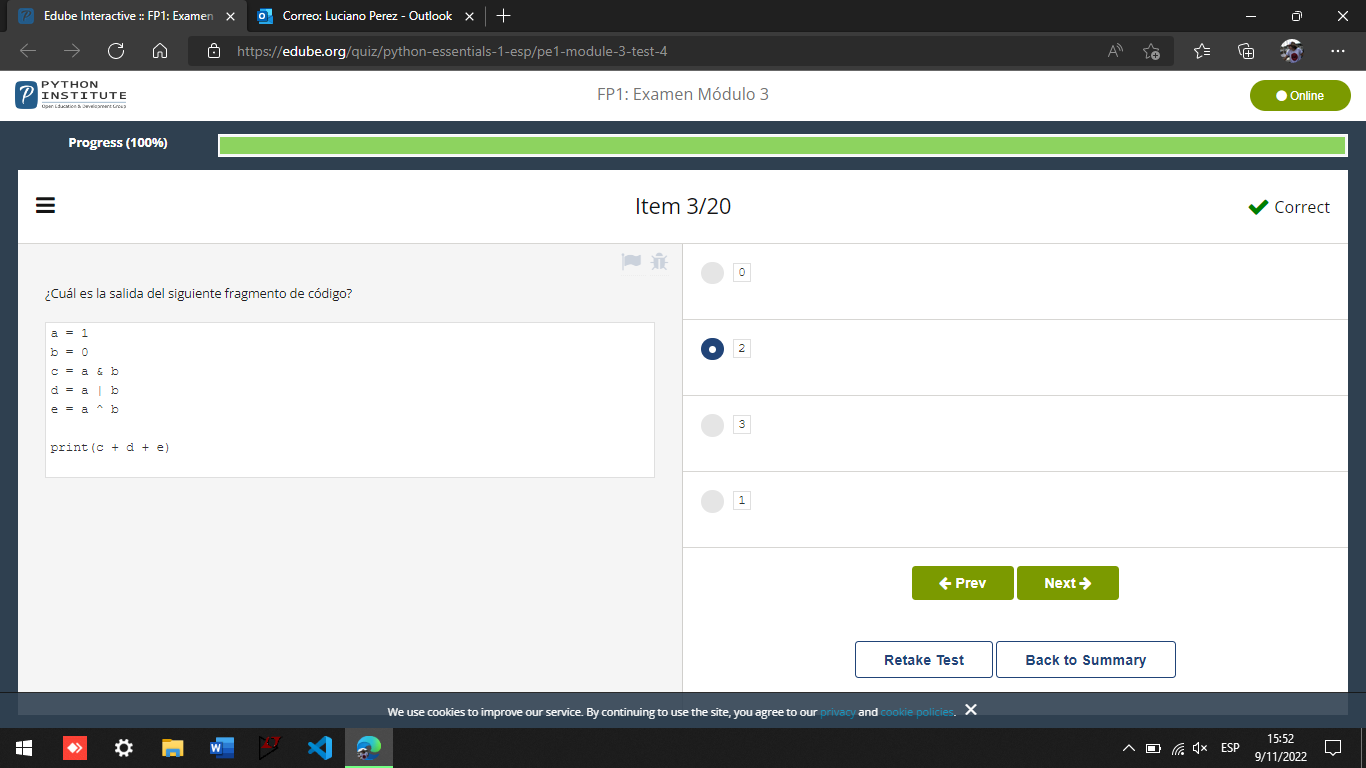 Edube Interactive :: FP1: Examen
Correo: Luciano Perez - Outlook
https://edube.org/quiz/python-essentials-1-esp/pe1-module-3-test-4
PYTHON
INSTITUTE
Open Education & Development Group
FP1: Examen Módulo 3
Online
Progress (100%)
Item 3/20
Correct
¿Cuál es la salida del siguiente fragmento de código?
a = 1
b = 0
c = a & b
d = a | b
e = a ^ b
print(c + d + e)
0
2
3
1
Prev
Next
Retake Test
Back to Summary
We use cookies to improve our service. By continuing to use the site, you agree to our privacy and cookie policies.
ESP
15:52
9/11/2022